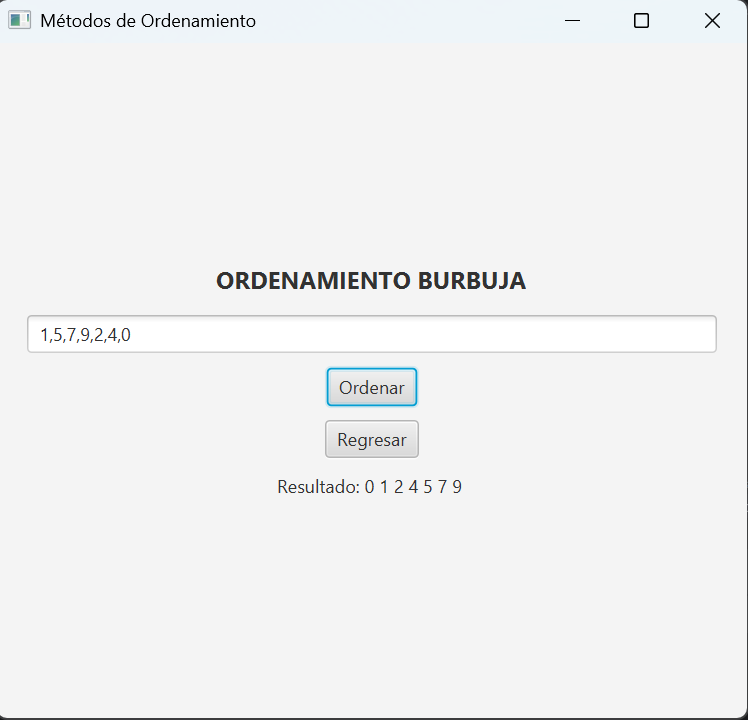 Métodos de Ordenamiento
ORDENAMIENTO BURBUJA
1,5,7,9,2,4,0
Ordenar
Regresar
Resultado: 0 1 2 4 5 7 9